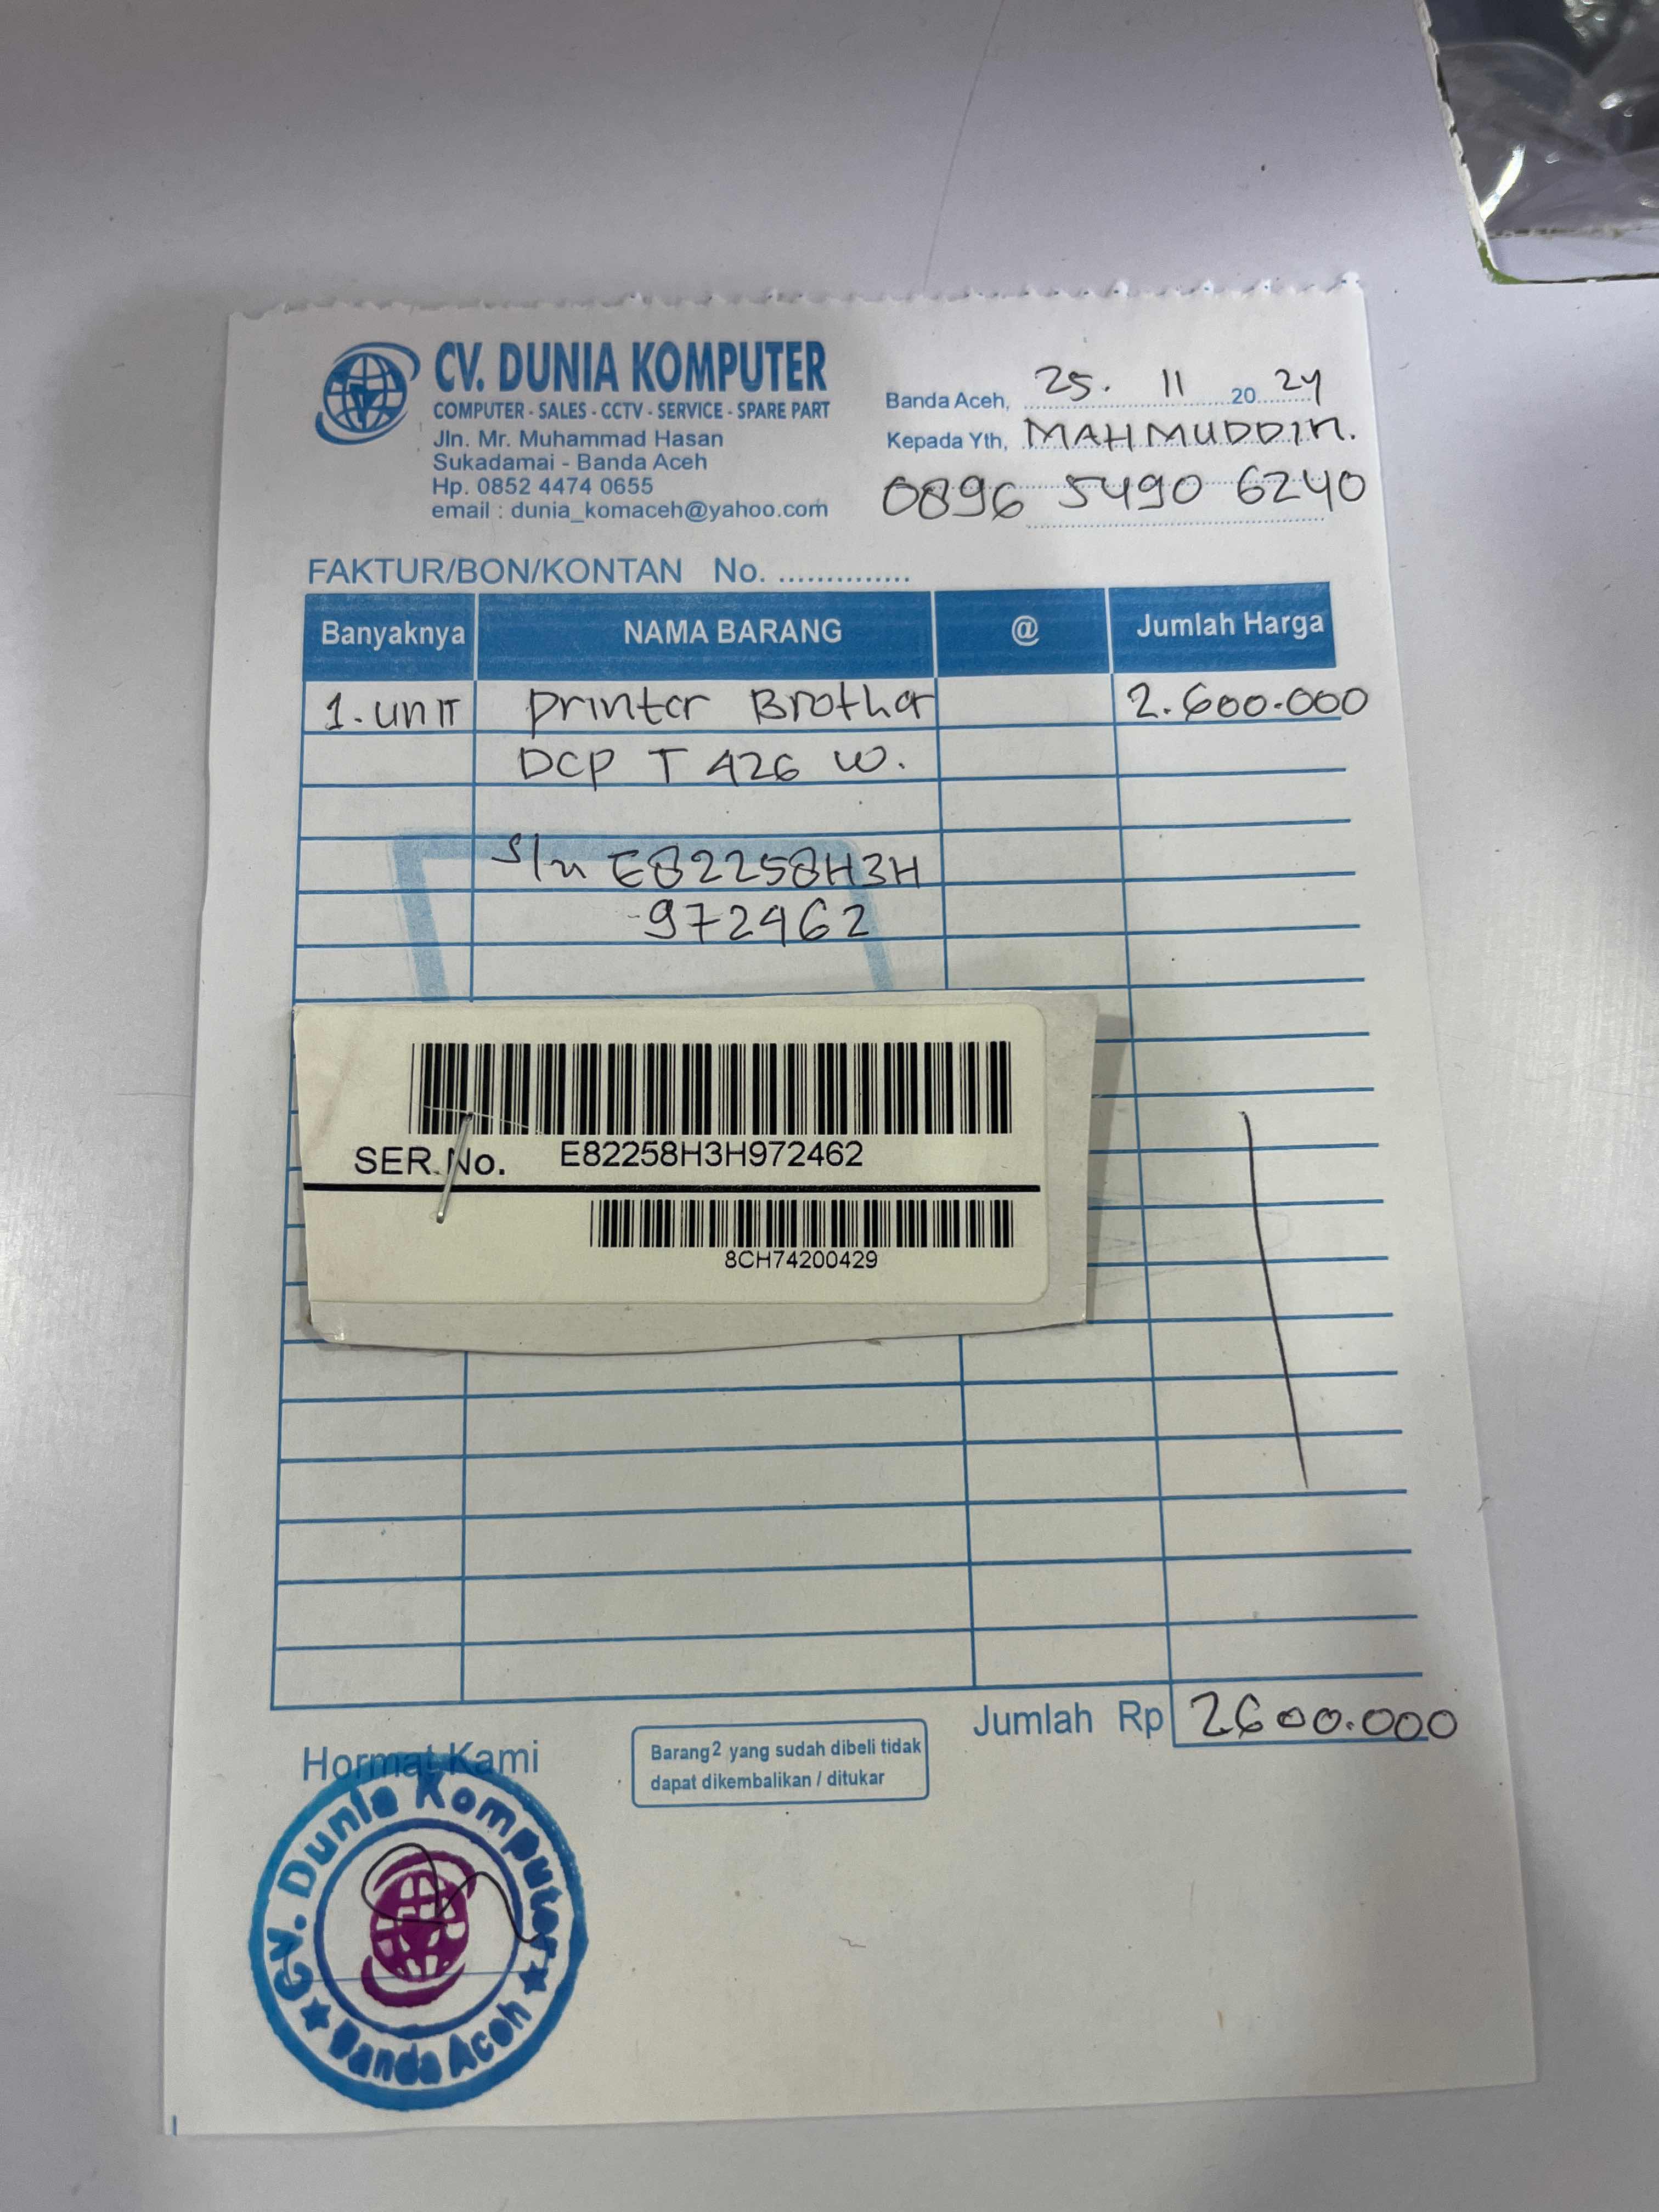 CV. DUNIA KOMPUTER
COMPUTER - SALES - CCTV - SERVICE - SPARE PART
Jln. Mr. Muhammad Hasan
Sukadamai - Banda Aceh
Hp. 0852 4474 0655
email : dunia_komaceh@yahoo.com
Banda Aceh, 25. 11 20 24
Kepada Yth, MAHMUDDIN.
0896 5490 6240
FAKTUR/BON/KONTAN No. ..............
Banyaknya NAMA BARANG @ Jumlah Harga
1. UNIT Printer Brother 2.600.000
DCP T 426 W.
S/n E82258H3H
972462
SER. No. E82258H3H972462
8CH74200429
Jumlah Rp 2600.000
Hormat Kami
Barang2 yang sudah dibeli tidak
dapat dikembalikan / ditukar
CV. Dunia Komputer
Banda Aceh